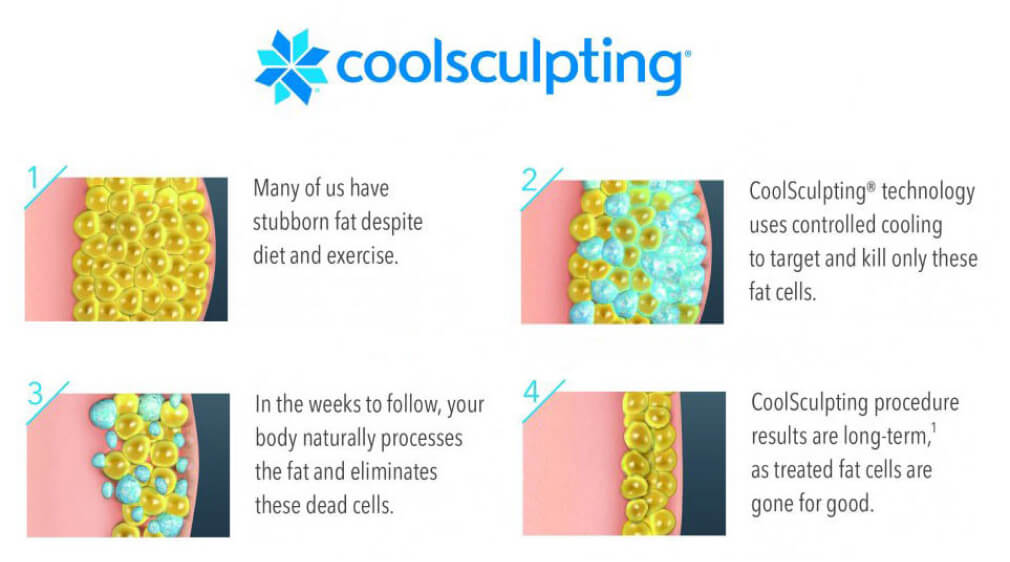 coolsculpting®
1
Many of us have
stubborn fat despite
diet and exercise.
2
CoolSculpting® technology
uses controlled cooling
to target and kill only these
fat cells.
3
In the weeks to follow, your
body naturally processes
the fat and eliminates
these dead cells.
4
CoolSculpting procedure
results are long-term,¹
as treated fat cells are
gone for good.